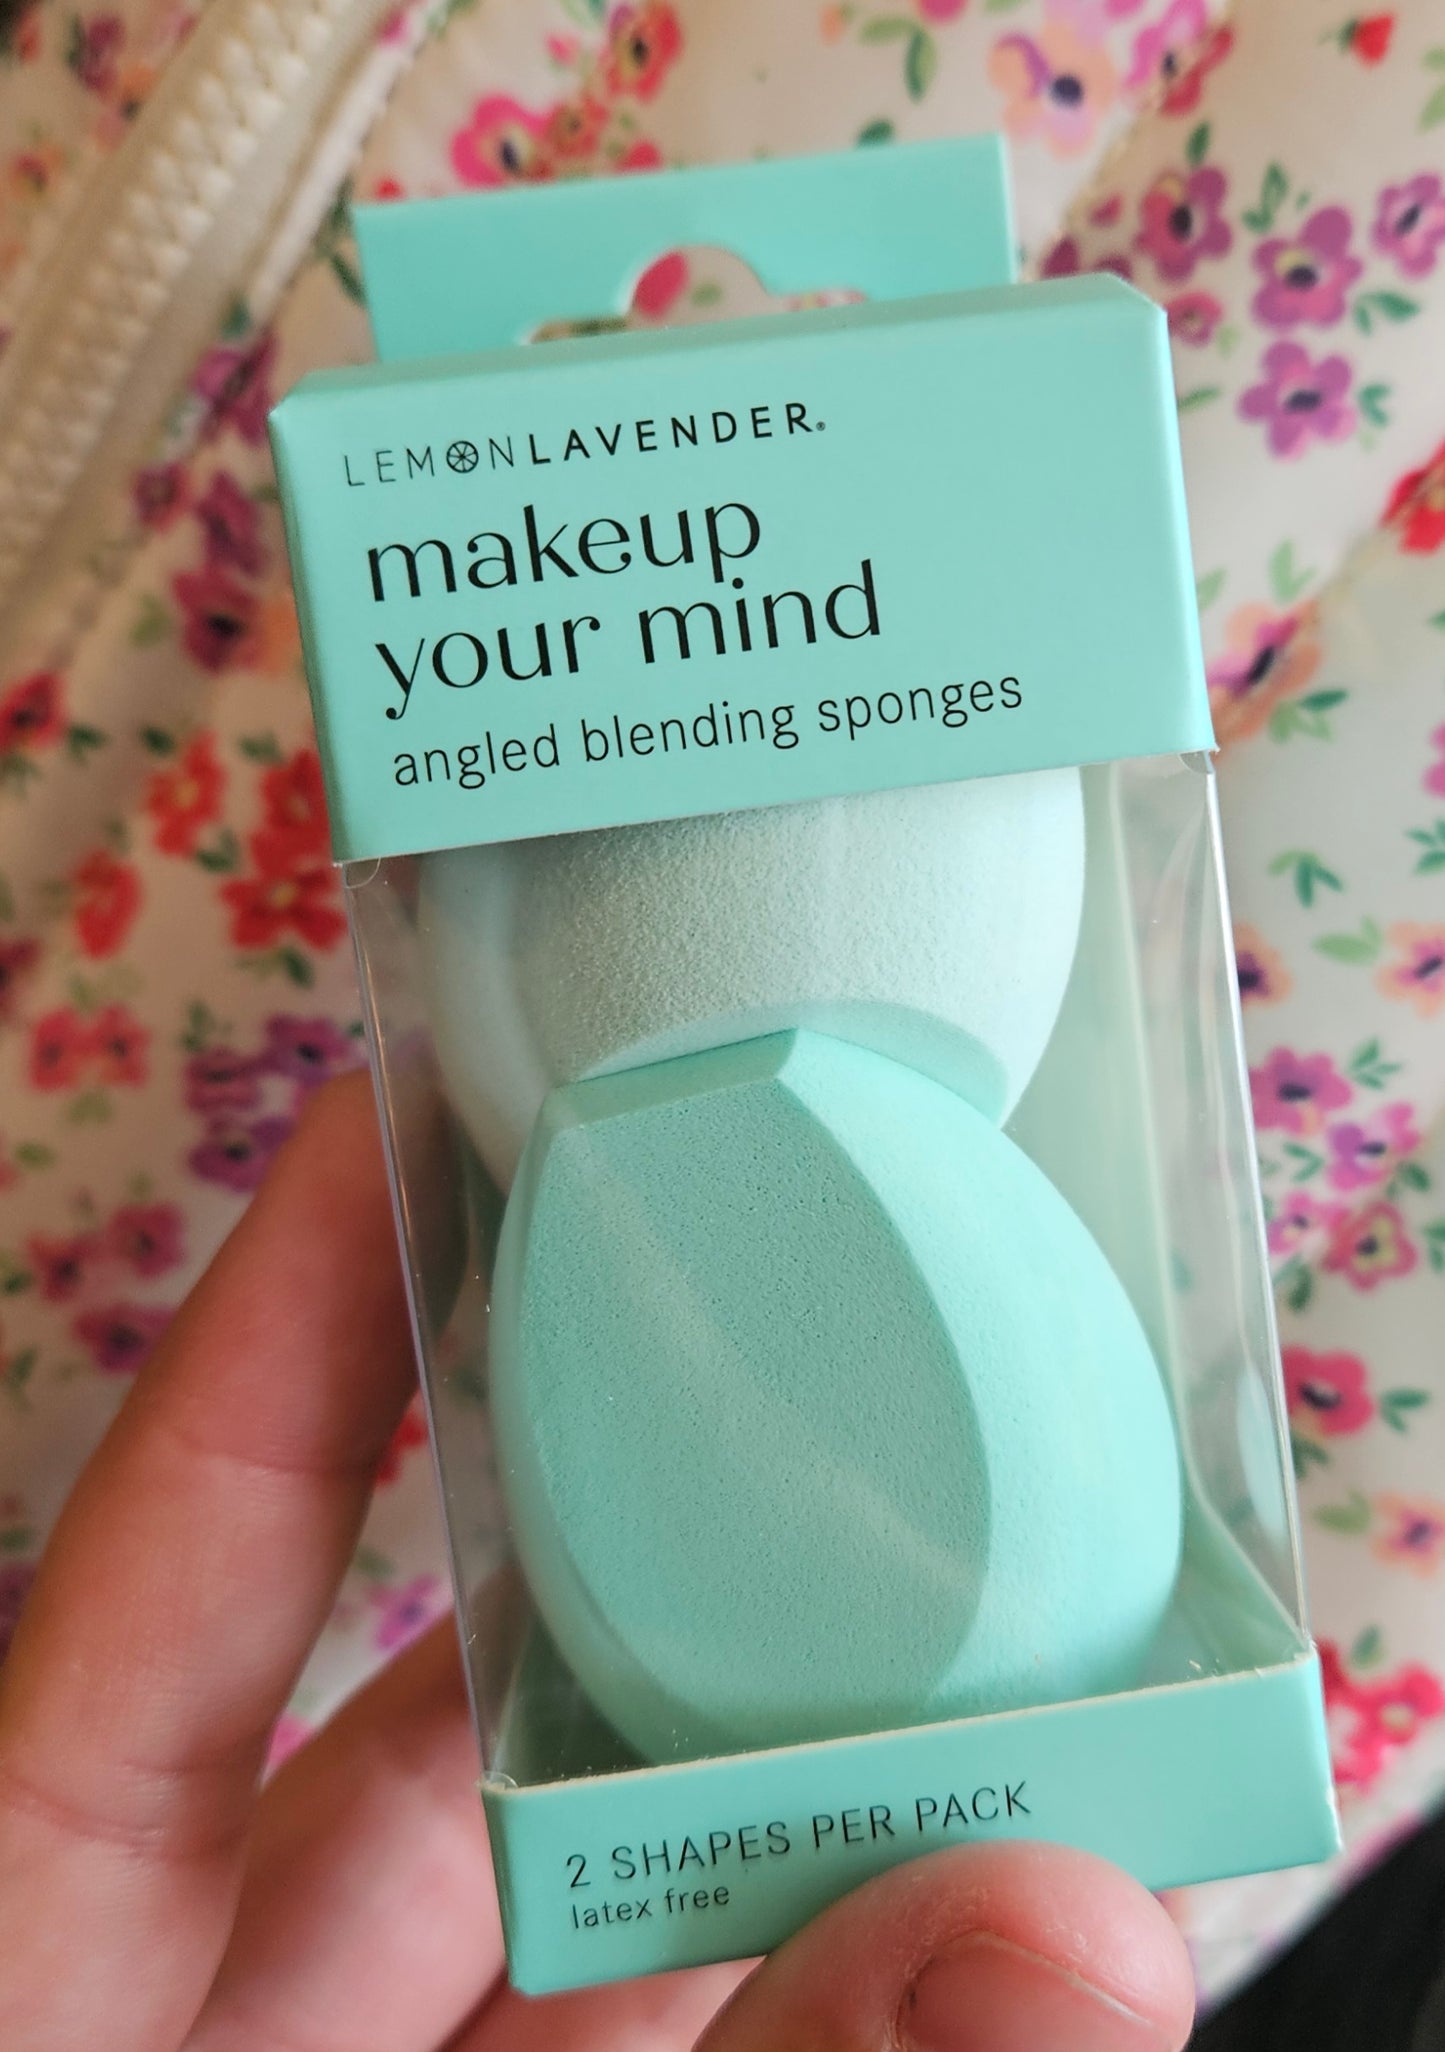 LEMONLAVENDER®
makeup
your mind
angled blending sponges
2 SHAPES PER PACK
latex free